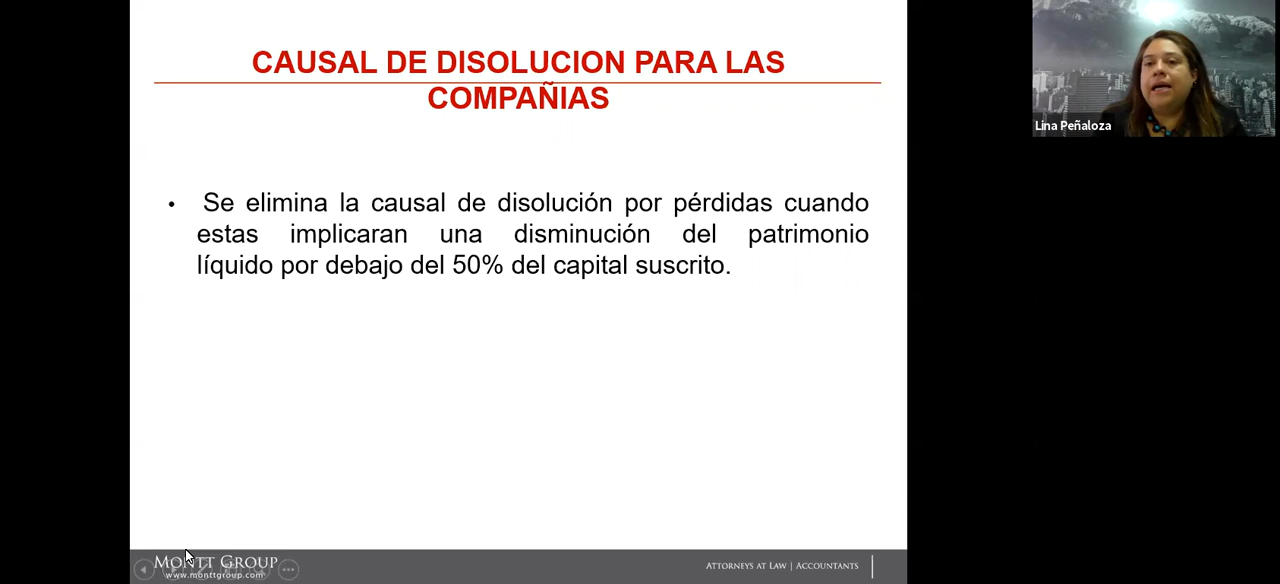 CAUSAL DE DISOLUCION PARA LAS
COMPAÑIAS
• Se elimina la causal de disolución por pérdidas cuando
estas implicaran una disminución del patrimonio
líquido por debajo del 50% del capital suscrito.
Lina Peñaloza
MONTT GROUP
www.monttgroup.com
ATTORNEYS AT LAW | ACCOUNTANTS